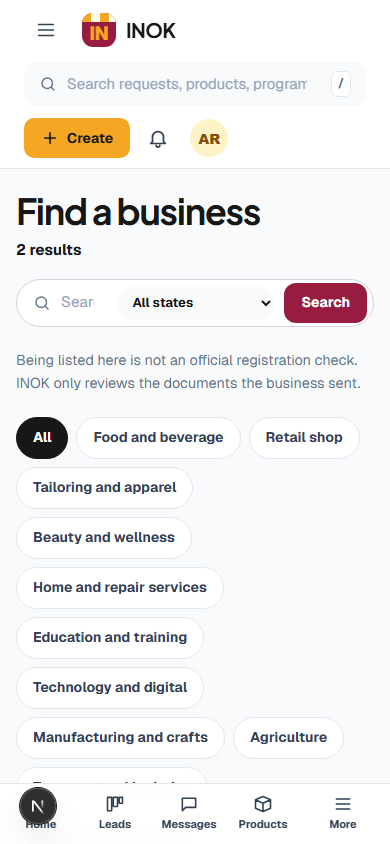 IN INOK
Search requests, products, program /
+ Create AR
Find a business
2 results
Sear All states Search
Being listed here is not an official registration check.
INOK only reviews the documents the business sent.
All Food and beverage Retail shop
Tailoring and apparel
Beauty and wellness
Home and repair services
Education and training
Technology and digital
Manufacturing and crafts Agriculture
N
Home Leads Messages Products More